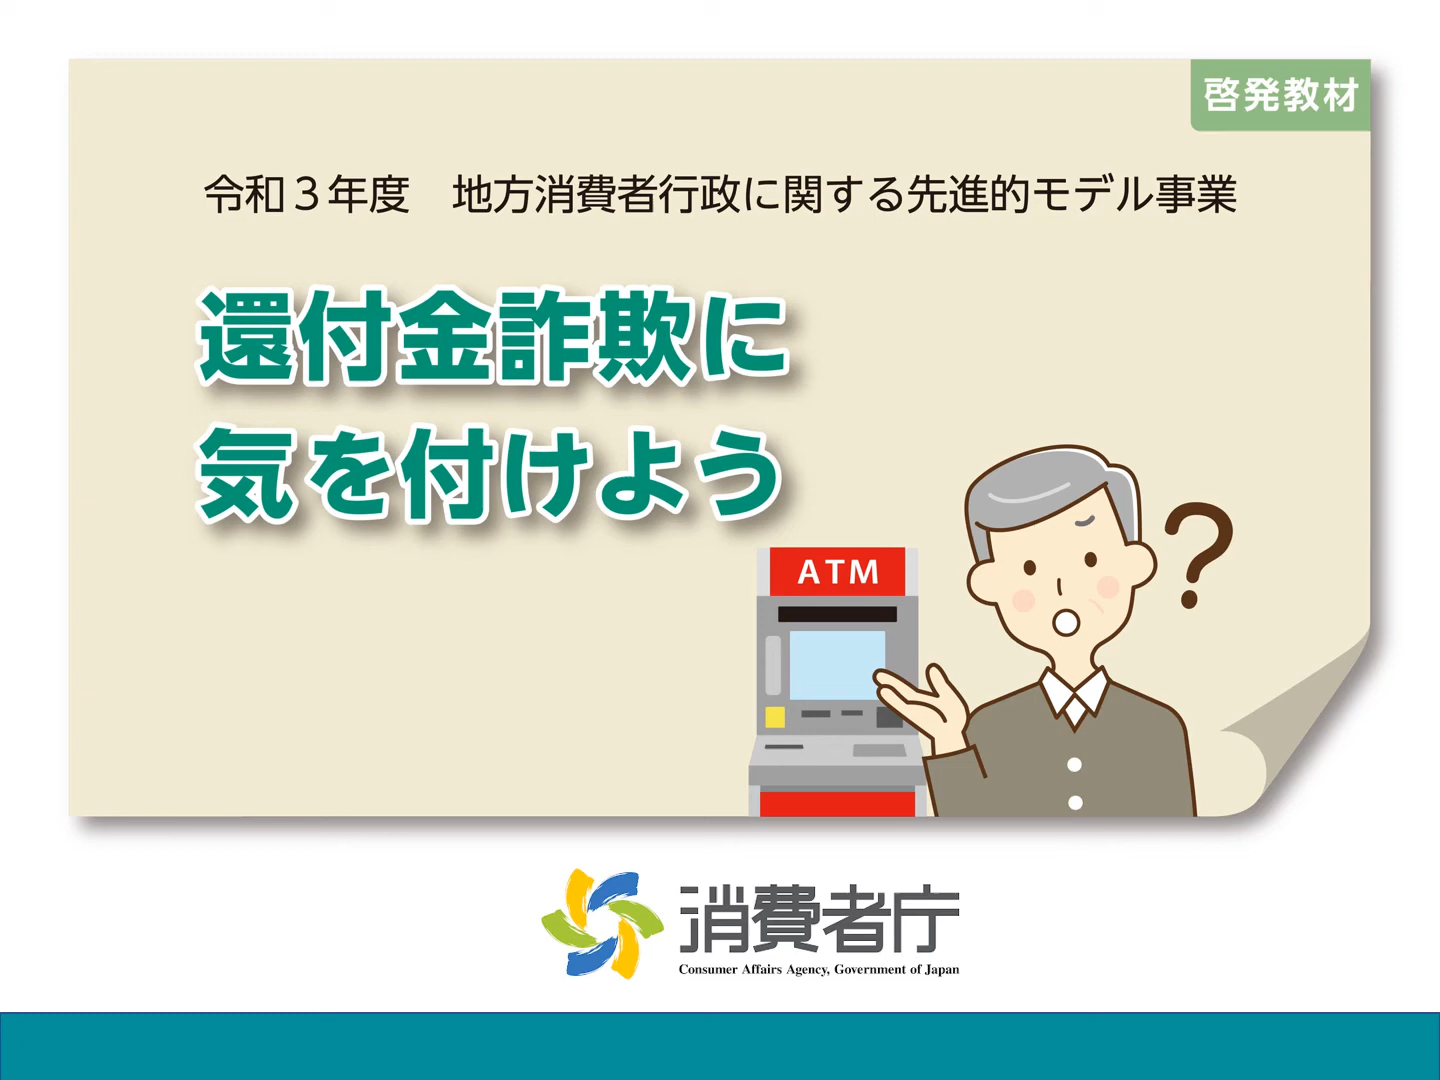 啓発教材
令和３年度　地方消費者行政に関する先進的モデル事業
還付金詐欺に
気を付けよう
ATM
?
消費者庁
Consumer Affairs Agency, Government of Japan